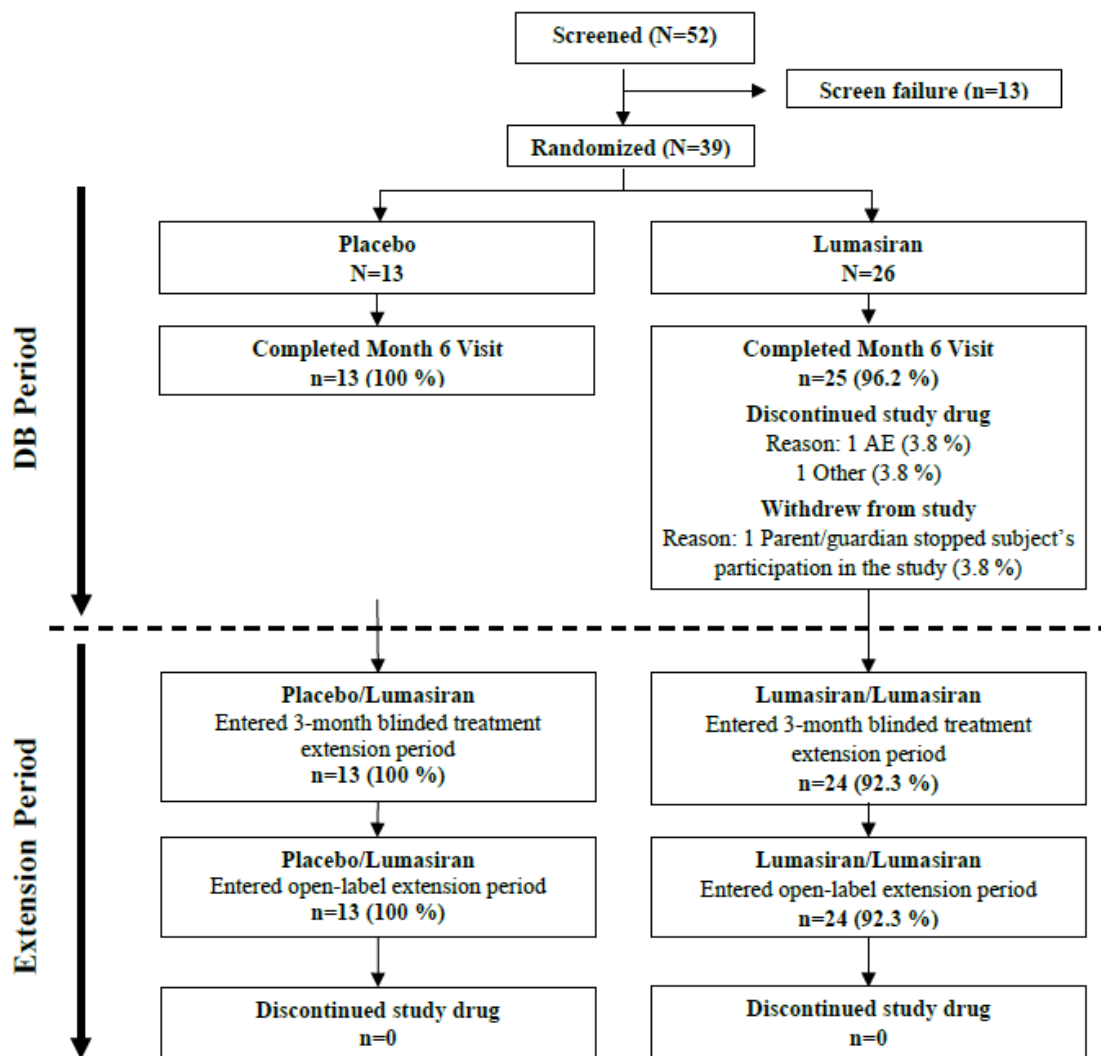 Screened (N=52)
Screen failure (n=13)
Randomized (N=39)
DB Period
Placebo
N=13
Lumasiran
N=26
Completed Month 6 Visit
n=13 (100 %)
Completed Month 6 Visit
n=25 (96.2 %)
Discontinued study drug
Reason: 1 AE (3.8 %)
1 Other (3.8 %)
Withdrew from study
Reason: 1 Parent/guardian stopped subject's
participation in the study (3.8 %)
Extension Period
Placebo/Lumasiran
Entered 3-month blinded treatment
extension period
n=13 (100 %)
Lumasiran/Lumasiran
Entered 3-month blinded treatment
extension period
n=24 (92.3 %)
Placebo/Lumasiran
Entered open-label extension period
n=13 (100 %)
Lumasiran/Lumasiran
Entered open-label extension period
n=24 (92.3 %)
Discontinued study drug
n=0
Discontinued study drug
n=0